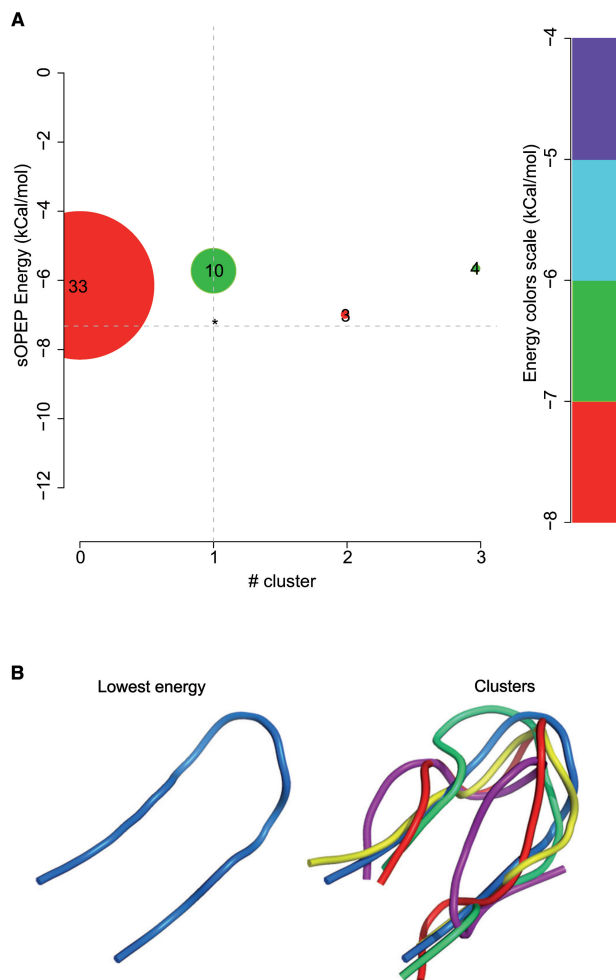 A
0
−2
−4
−6
−8
−10
−12
sOPEP Energy (kCal/mol)
33
10
*
4
0
1
2
3
# cluster
−4
−5
−6
−7
−8
Energy colors scale (kCal/mol)
B
Lowest energy
Clusters